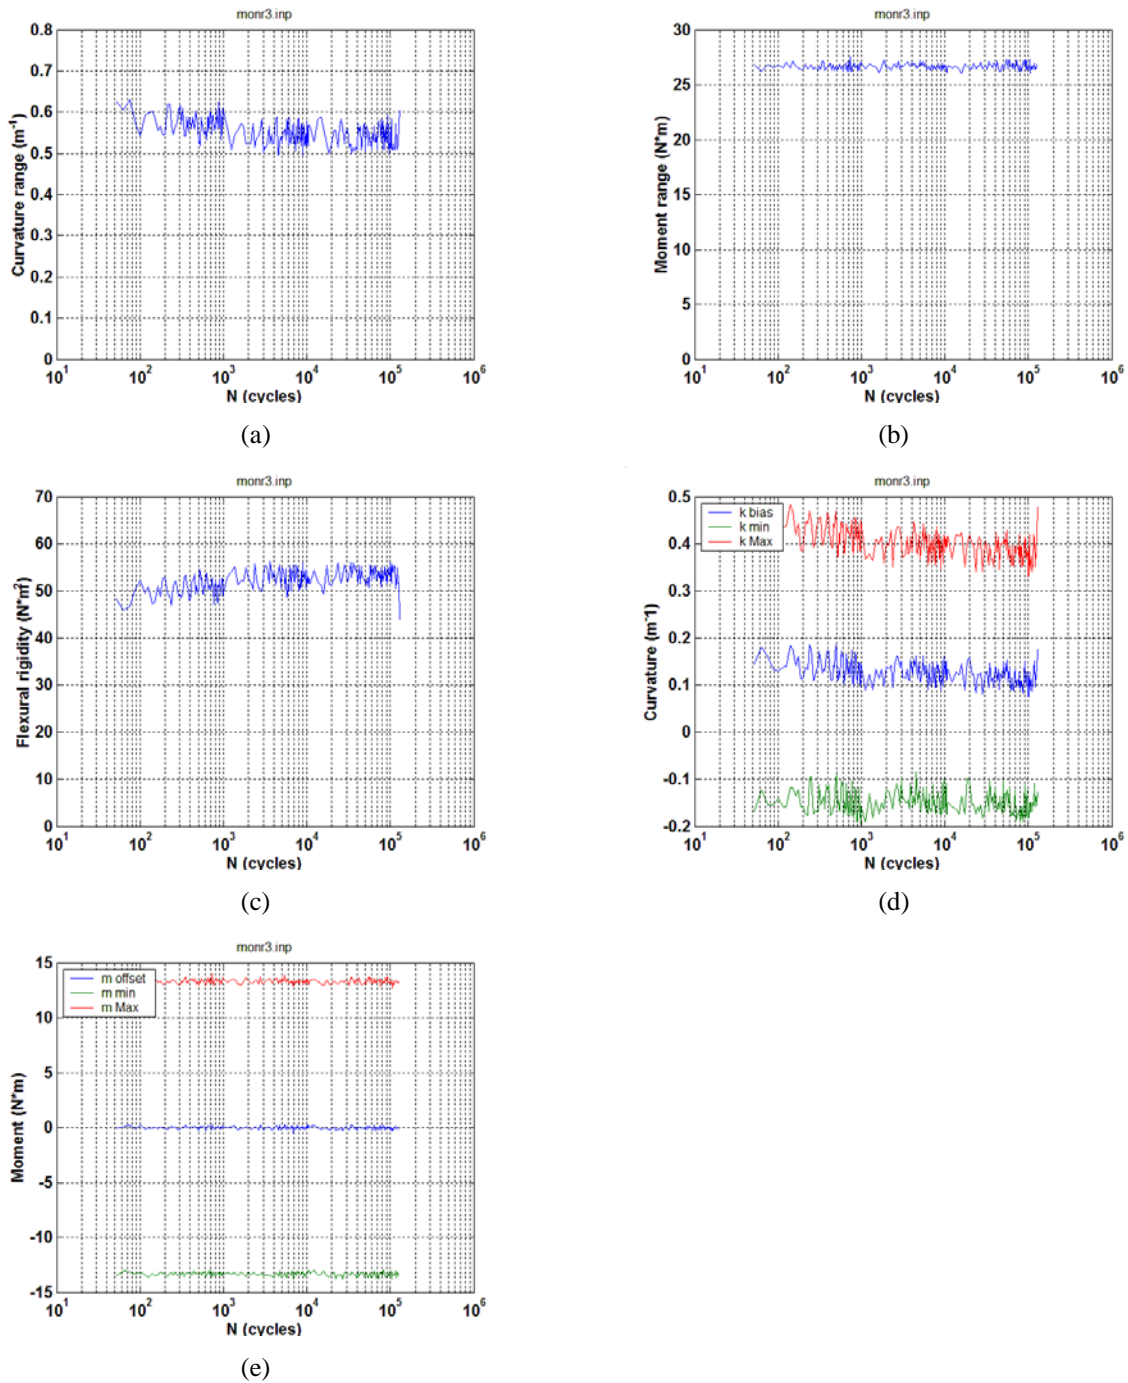 monr3.inp
0.8
0.7
0.6
0.5
0.4
0.3
0.2
0.1
0
Curvature range (m⁻¹)
10¹ 10² 10³ 10⁴ 10⁵ 10⁶
N (cycles)
(a)
monr3.inp
30
25
20
15
10
5
0
Moment range (N*m)
10¹ 10² 10³ 10⁴ 10⁵ 10⁶
N (cycles)
(b)
monr3.inp
70
60
50
40
30
20
10
0
Flexural rigidity (N*m²)
10¹ 10² 10³ 10⁴ 10⁵ 10⁶
N (cycles)
(c)
monr3.inp
k bias
k min
k Max
0.5
0.4
0.3
0.2
0.1
0
-0.1
-0.2
Curvature (m⁻¹)
10¹ 10² 10³ 10⁴ 10⁵ 10⁶
N (cycles)
(d)
monr3.inp
m offset
m min
m Max
15
10
5
0
-5
-10
-15
Moment (N*m)
10¹ 10² 10³ 10⁴ 10⁵ 10⁶
N (cycles)
(e)